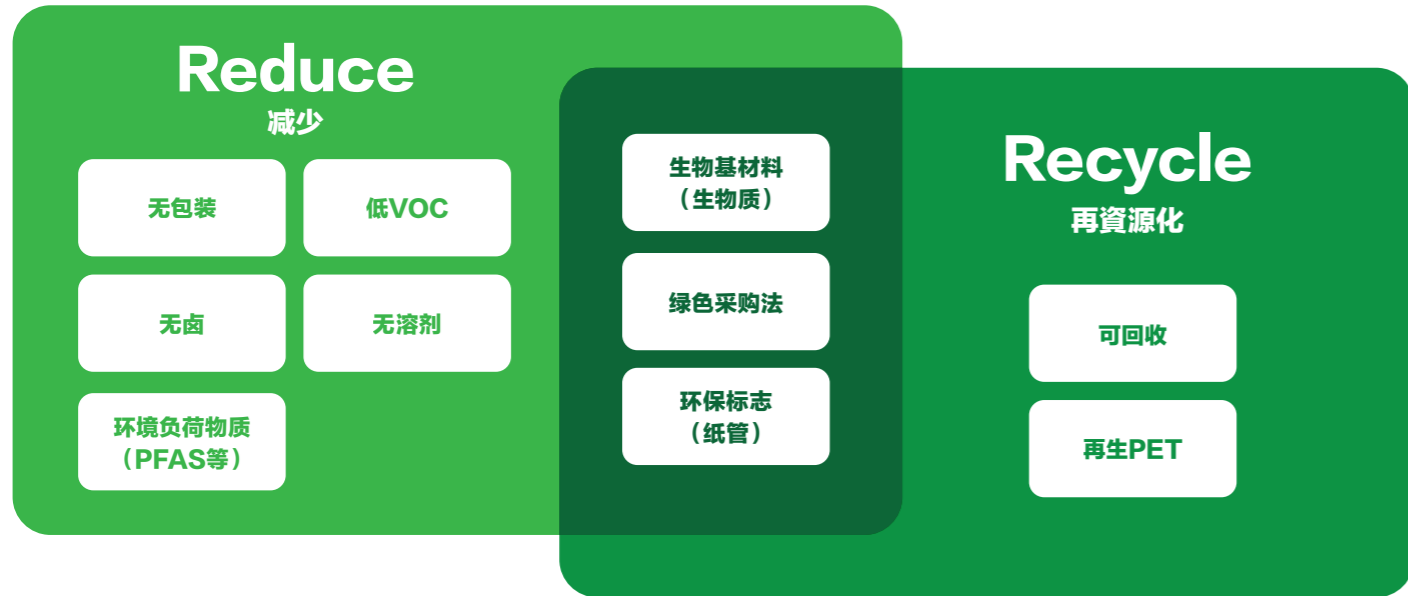 Reduce
减少
无包装
低VOC
无卤
无溶剂
环境负荷物质
（PFAS等）
生物基材料
（生物质）
绿色采购法
环保标志
（纸管）
Recycle
再資源化
可回收
再生PET